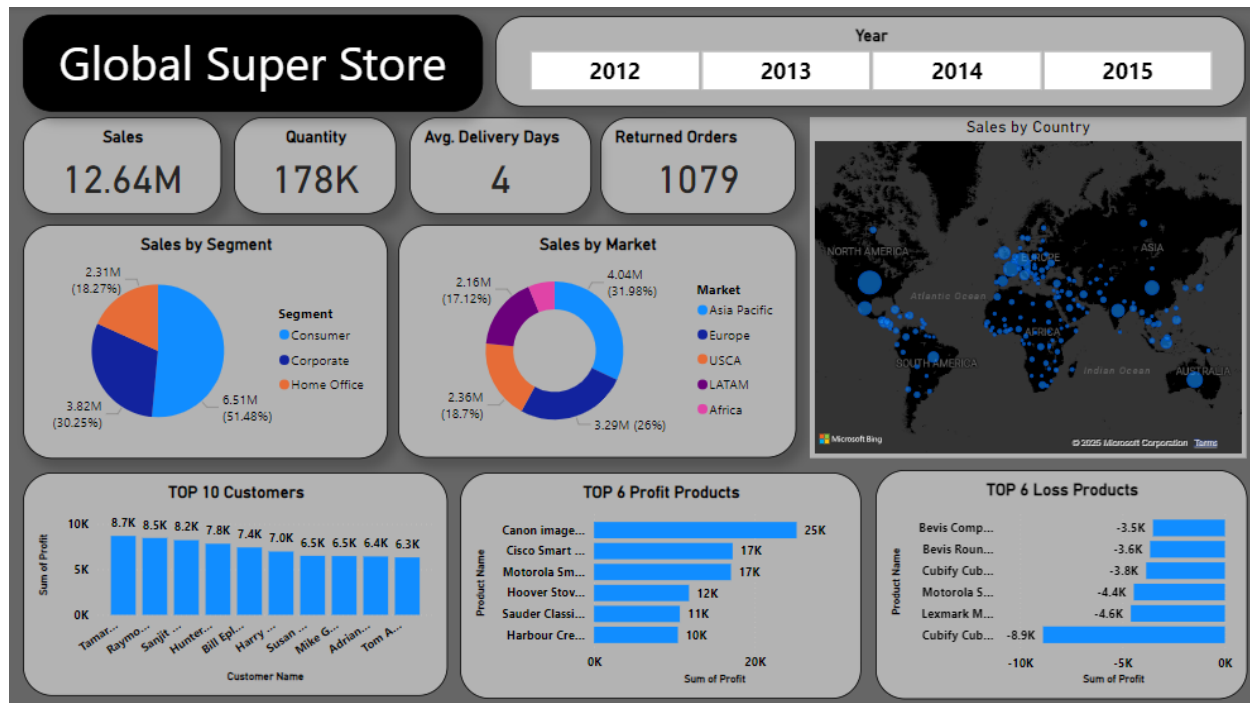 Global Super Store
Year
2012 2013 2014 2015
Sales
12.64M
Quantity
178K
Avg. Delivery Days
4
Returned Orders
1079
Sales by Country
NORTH AMERICA
EUROPE
ASIA
Atlantic Ocean
AFRICA
SOUTH AMERICA
Indian Ocean
AUSTRALIA
Microsoft Bing
© 2025 Microsoft Corporation Terms
Sales by Segment
2.31M
(18.27%)
3.82M
(30.25%)
6.51M
(51.48%)
Segment
Consumer
Corporate
Home Office
Sales by Market
2.16M
(17.12%)
4.04M
(31.98%)
2.36M
(18.7%)
3.29M (26%)
Market
Asia Pacific
Europe
USCA
LATAM
Africa
TOP 10 Customers
Sum of Profit
10K
5K
0K
8.7K 8.5K 8.2K 7.8K 7.4K 7.0K 6.5K 6.5K 6.4K 6.3K
Tamar... Raymo... Sanjit ... Hunter... Bill Epl... Harry ... Susan ... Mike G... Adrian... Tom A...
Customer Name
TOP 6 Profit Products
Product Name
Canon image... 25K
Cisco Smart ... 17K
Motorola Sm... 17K
Hoover Stov... 12K
Sauder Classi... 11K
Harbour Cre... 10K
0K 20K
Sum of Profit
TOP 6 Loss Products
Product Name
Bevis Comp... -3.5K
Bevis Roun... -3.6K
Cubify Cub... -3.8K
Motorola S... -4.4K
Lexmark M... -4.6K
Cubify Cub... -8.9K
-10K -5K 0K
Sum of Profit